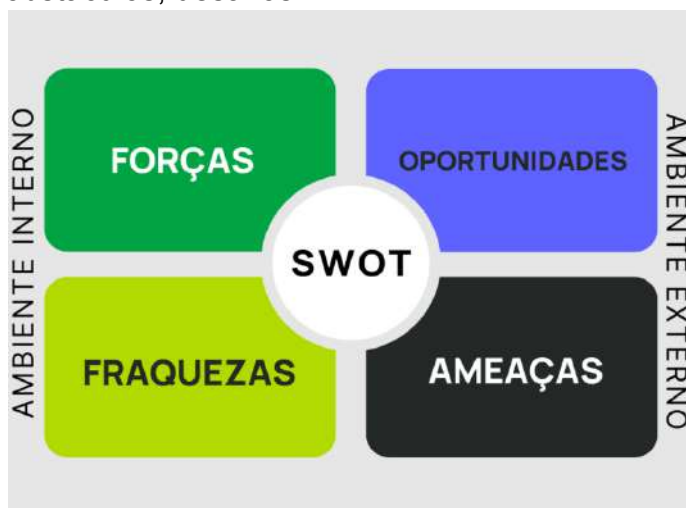 AMBIENTE INTERNO
FORÇAS
OPORTUNIDADES
SWOT
FRAQUEZAS
AMEAÇAS
AMBIENTE EXTERNO